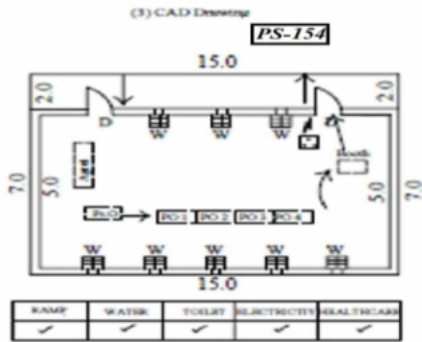 (3) CAD Drawing
PS-154
15.0
2.0 2.0
D D
W W W
Booth
7.0 5.0 5.0 7.0
PO 1 PO 2 PO 3 PO 4
W W W W W
15.0
RAMP WATER TOILET ELECTRICITY HEALTHCARE
✓ ✓ ✓ ✓ ✓